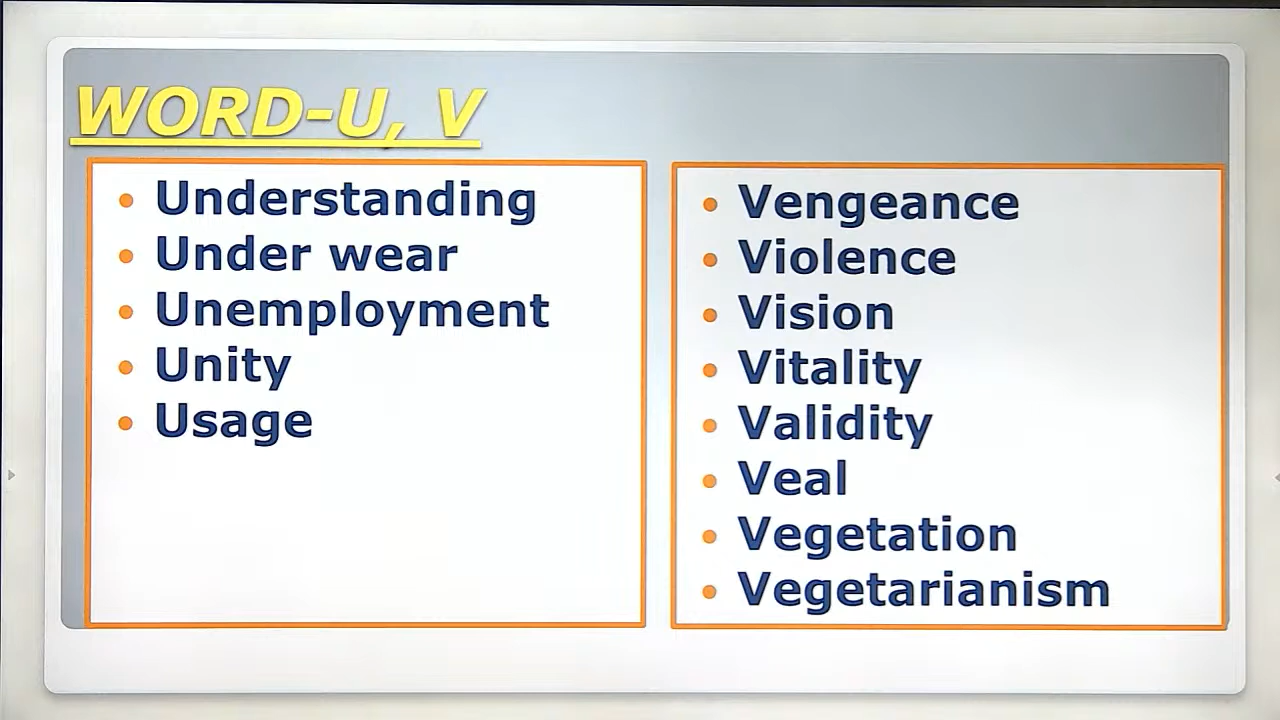 WORD-U, V
Understanding
Under wear
Unemployment
Unity
Usage
Vengeance
Violence
Vision
Vitality
Validity
Veal
Vegetation
Vegetarianism